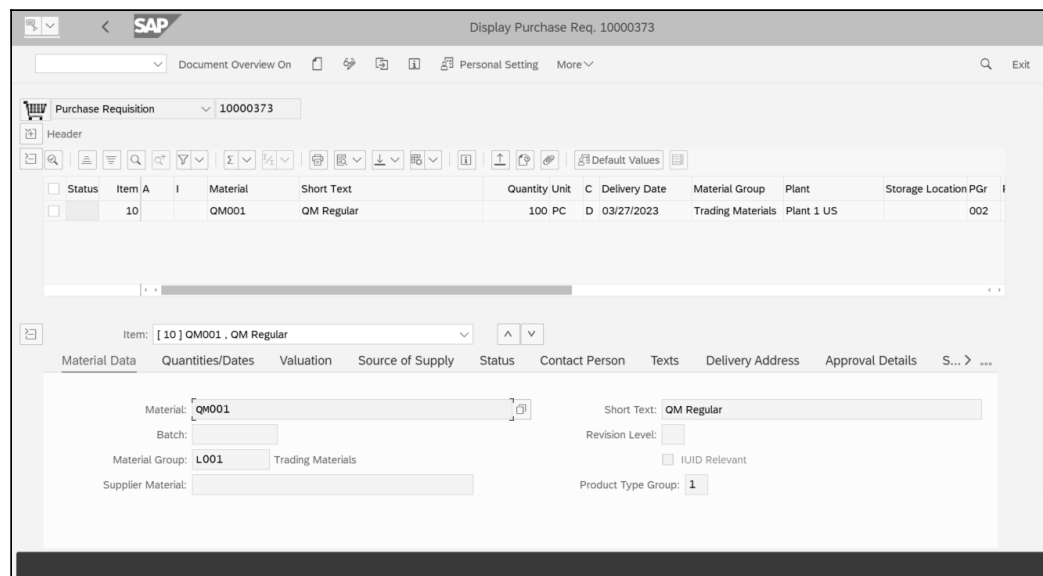 SAP Display Purchase Req. 10000373
Document Overview On Personal Setting More Exit
Purchase Requisition 10000373
Header
Default Values
Status Item A I Material Short Text Quantity Unit C Delivery Date Material Group Plant Storage Location PGr
10 QM001 QM Regular 100 PC D 03/27/2023 Trading Materials Plant 1 US 002
Item: [ 10 ] QM001 , QM Regular
Material Data Quantities/Dates Valuation Source of Supply Status Contact Person Texts Delivery Address Approval Details S...
Material: QM001 Short Text: QM Regular
Batch: Revision Level:
Material Group: L001 Trading Materials IUID Relevant
Supplier Material: Product Type Group: 1